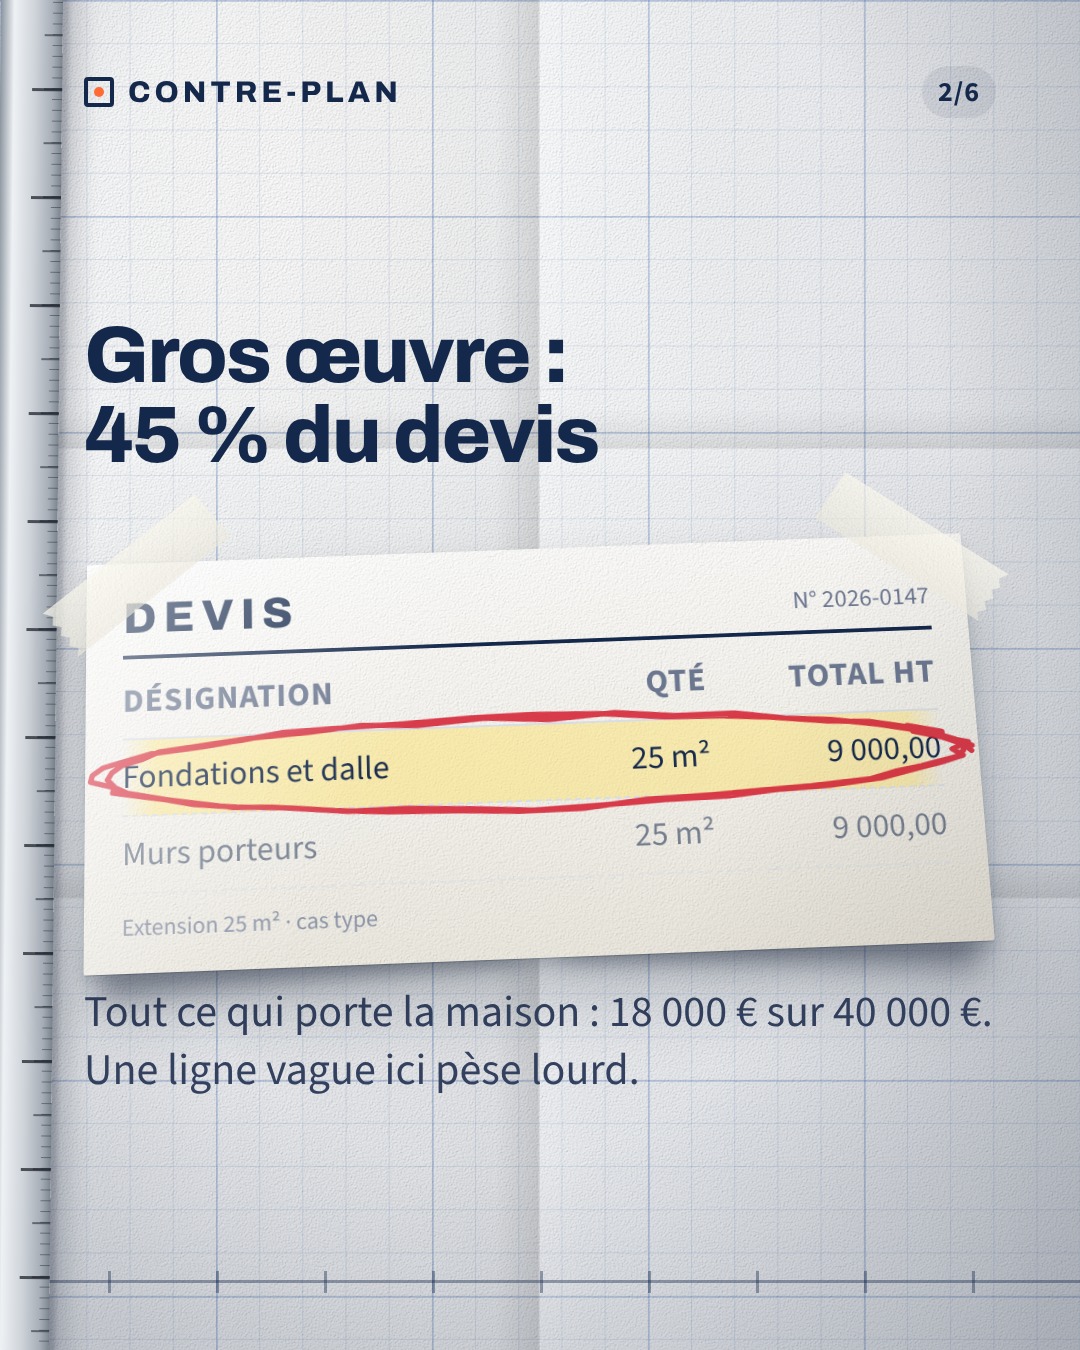 CONTRE-PLAN
2/6
Gros œuvre :
45 % du devis
DEVIS
N° 2026-0147
DÉSIGNATION QTÉ TOTAL HT
Fondations et dalle 25 m² 9 000,00
Murs porteurs 25 m² 9 000,00
Extension 25 m² · cas type
Tout ce qui porte la maison : 18 000 € sur 40 000 €.
Une ligne vague ici pèse lourd.